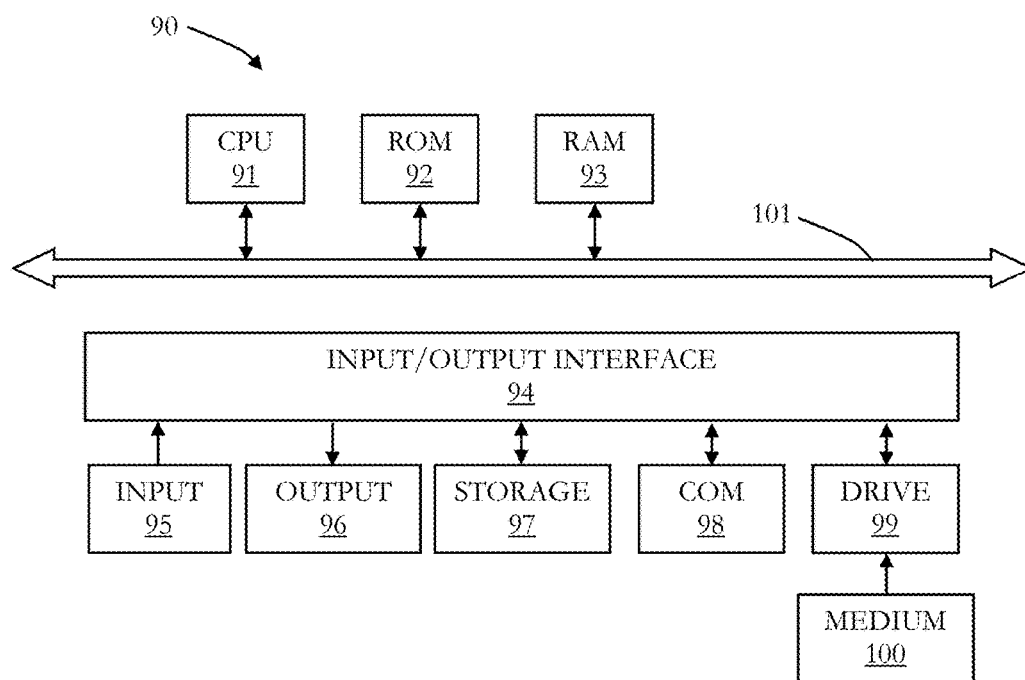 90
CPU
91
ROM
92
RAM
93
101
INPUT/OUTPUT INTERFACE
94
INPUT
95
OUTPUT
96
STORAGE
97
COM
98
DRIVE
99
MEDIUM
100